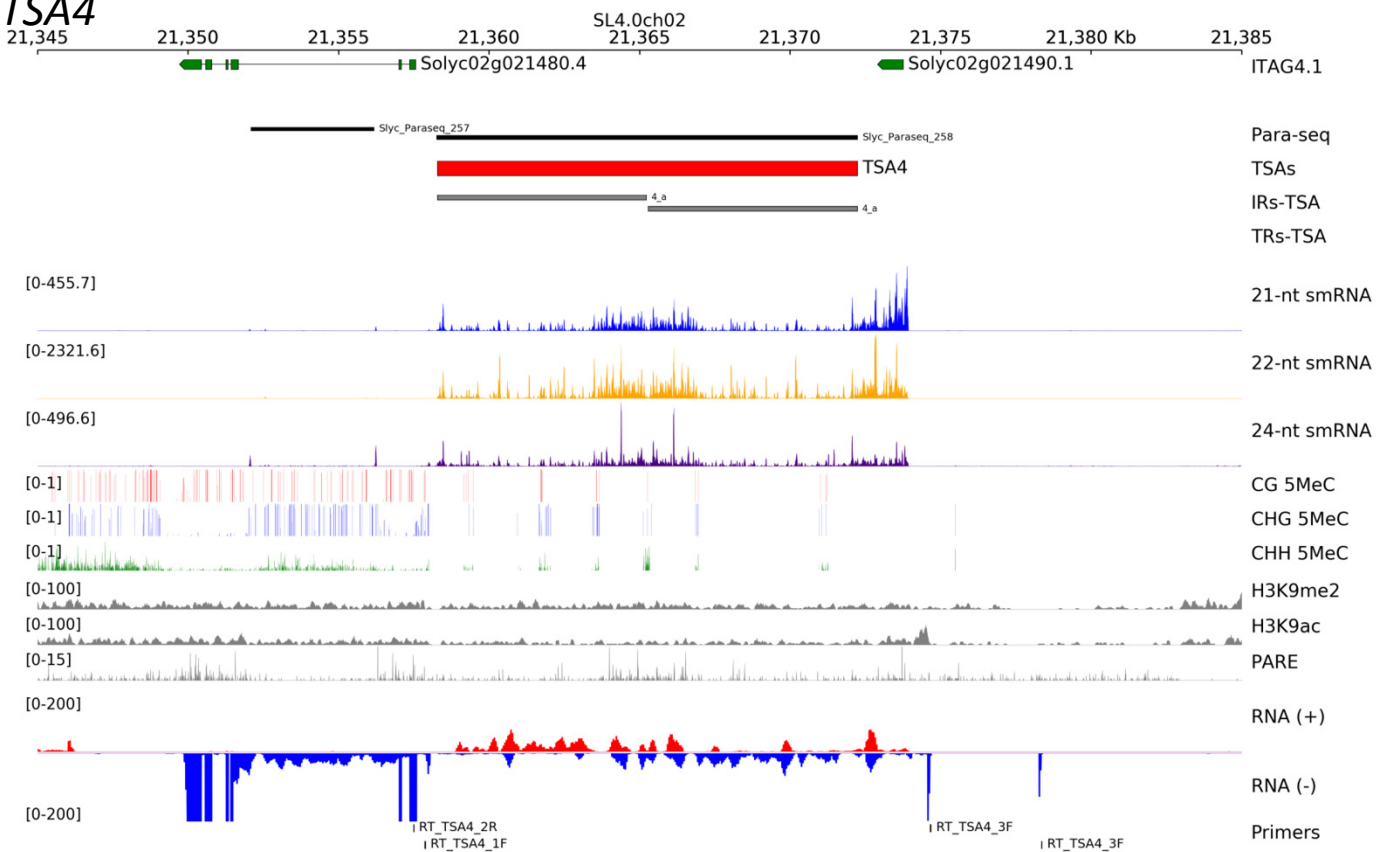 TSA4
SL4.0ch02
21,345 21,350 21,355 21,360 21,365 21,370 21,375 21,380 Kb 21,385
Solyc02g021480.4 Solyc02g021490.1 ITAG4.1
Slyc_Paraseq_257 Slyc_Paraseq_258 Para-seq
TSA4 TSAs
4_a 4_a IRs-TSA
TRs-TSA
[0-455.7] 21-nt smRNA
[0-2321.6] 22-nt smRNA
[0-496.6] 24-nt smRNA
[0-1] CG 5MeC
[0-1] CHG 5MeC
[0-1] CHH 5MeC
[0-100] H3K9me2
[0-100] H3K9ac
[0-15] PARE
[0-200] RNA (+)
RNA (-)
[0-200]
RT_TSA4_2R RT_TSA4_3F Primers
RT_TSA4_1F RT_TSA4_3F